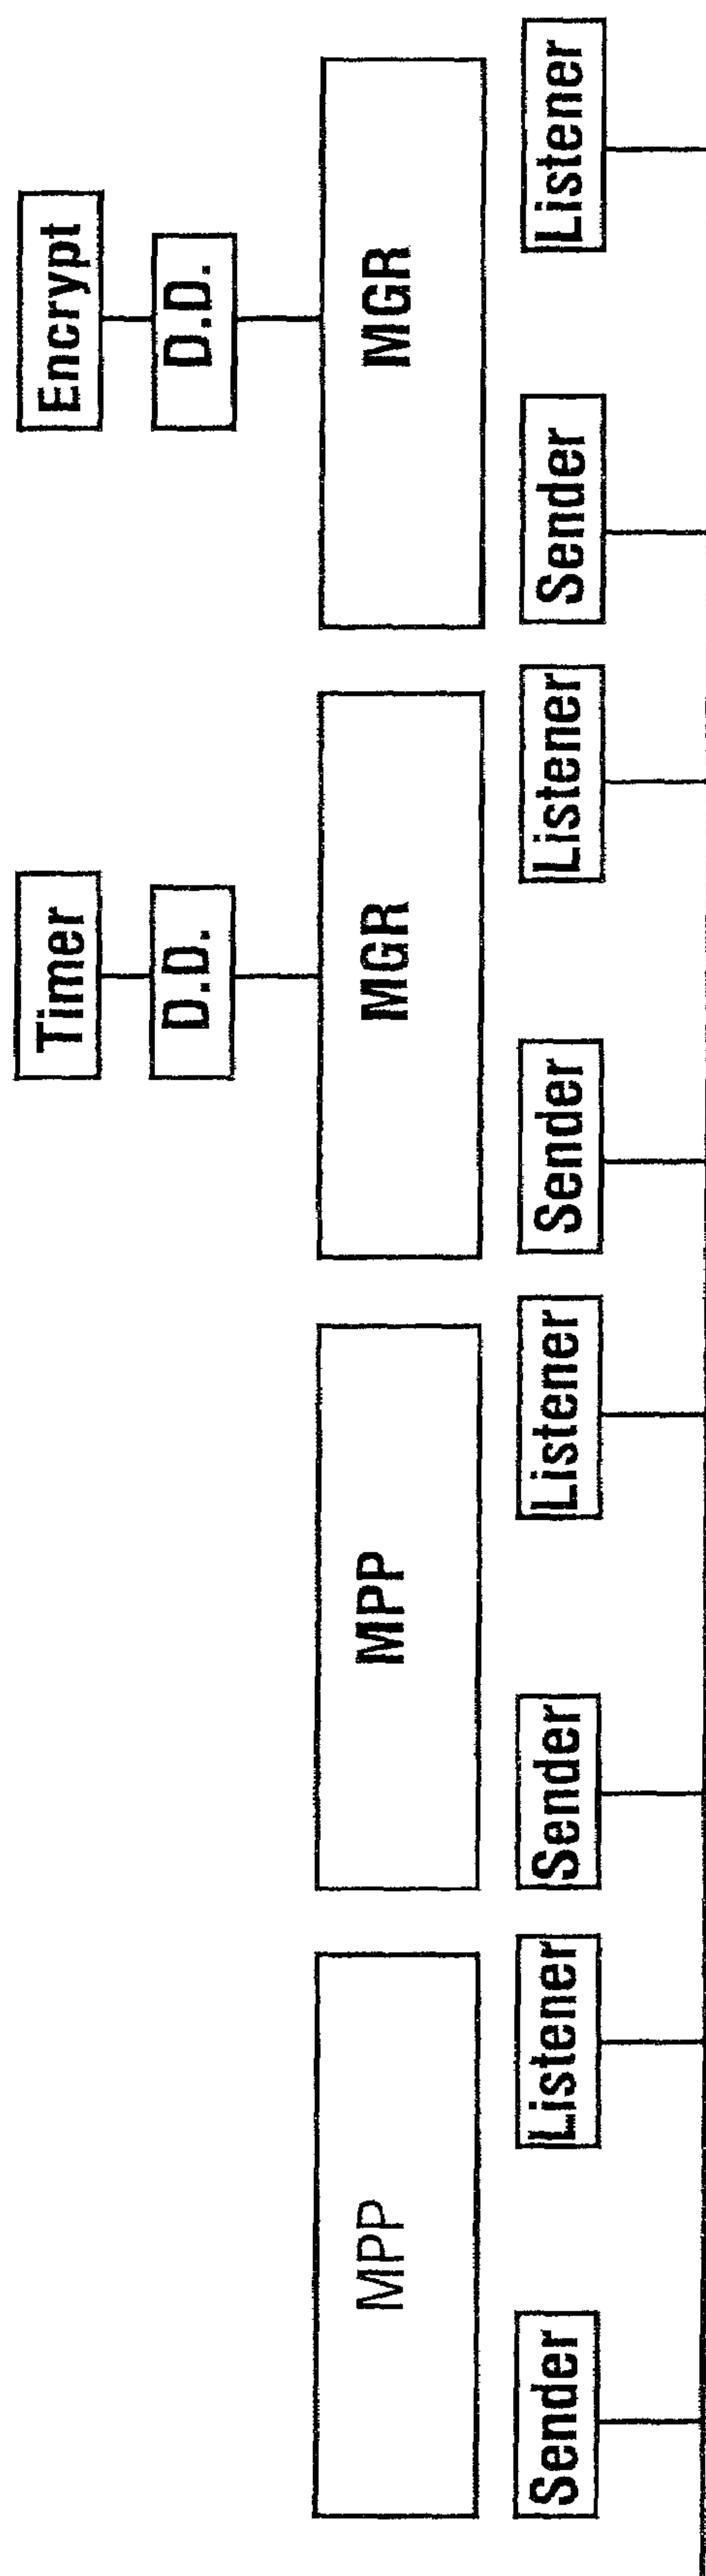 Timer
Encrypt
D.D.
D.D.
MPP
MPP
MGR
MGR
Sender
Listener
Sender
Listener
Sender
Listener
Sender
Listener